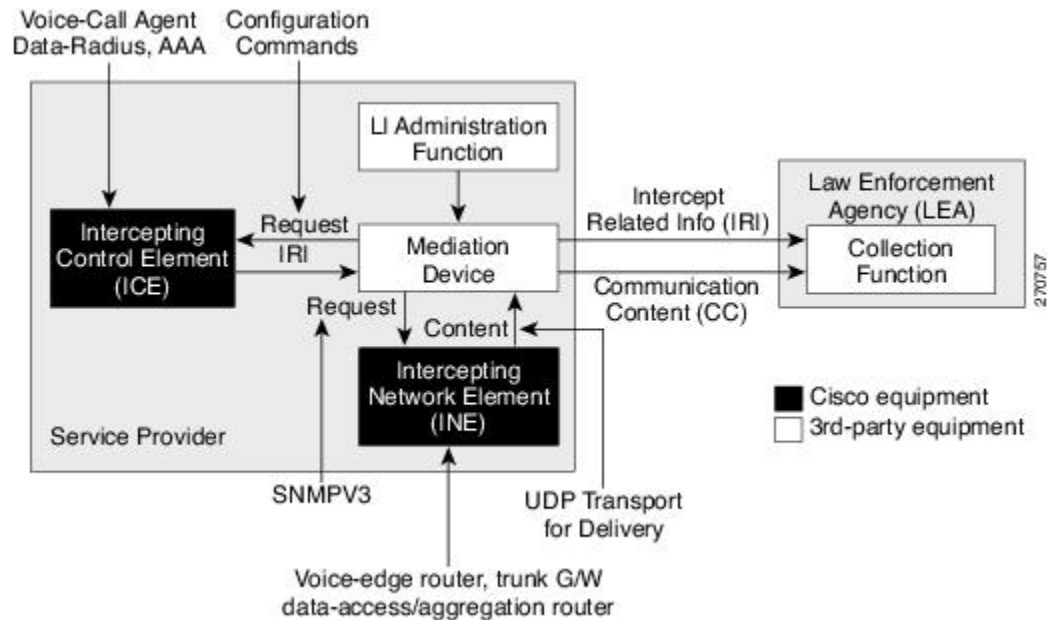 Voice-Call Agent
Data-Radius, AAA
Configuration
Commands
LI Administration
Function
Intercepting
Control Element
(ICE)
Request
IRI
Mediation
Device
Intercept
Related Info (IRI)
Communication
Content (CC)
Law Enforcement
Agency (LEA)
Collection
Function
270757
Request
Content
Intercepting
Network Element
(INE)
Service Provider
Cisco equipment
3rd-party equipment
SNMPV3
UDP Transport
for Delivery
Voice-edge router, trunk G/W
data-access/aggregation router